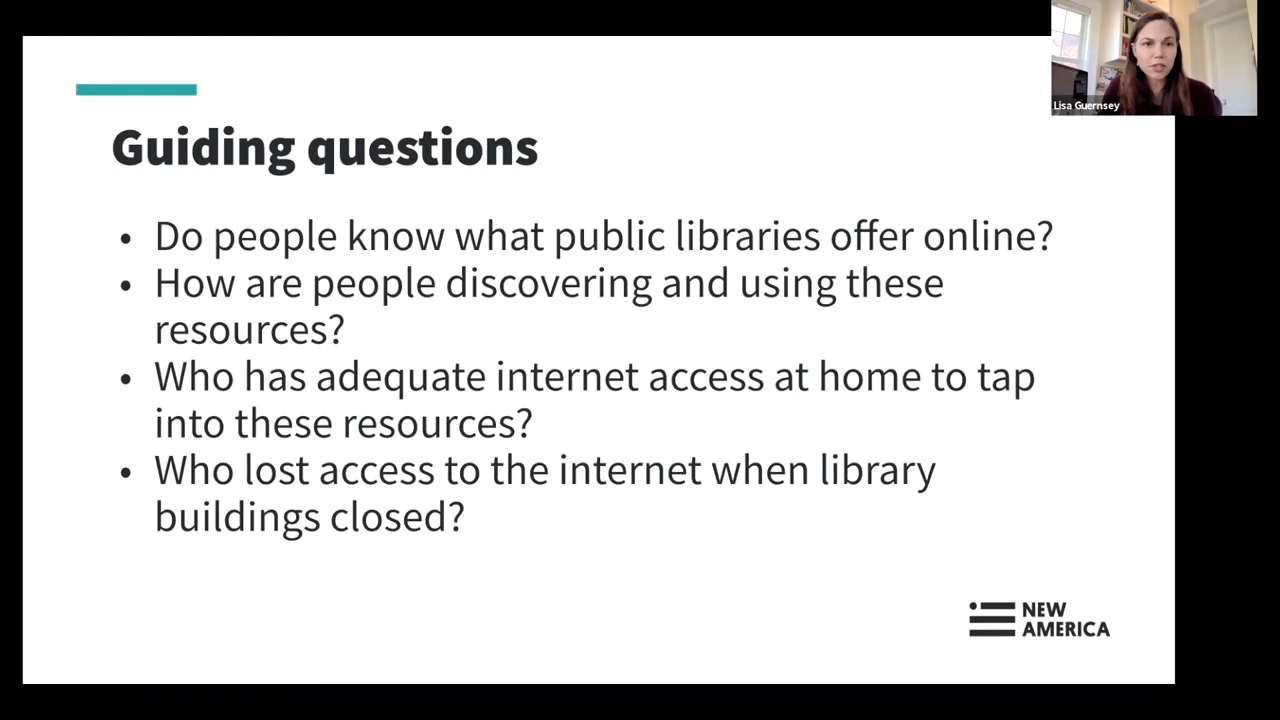 Lisa Guernsey
Guiding questions
• Do people know what public libraries offer online?
• How are people discovering and using these
resources?
• Who has adequate internet access at home to tap
into these resources?
• Who lost access to the internet when library
buildings closed?
NEW
AMERICA